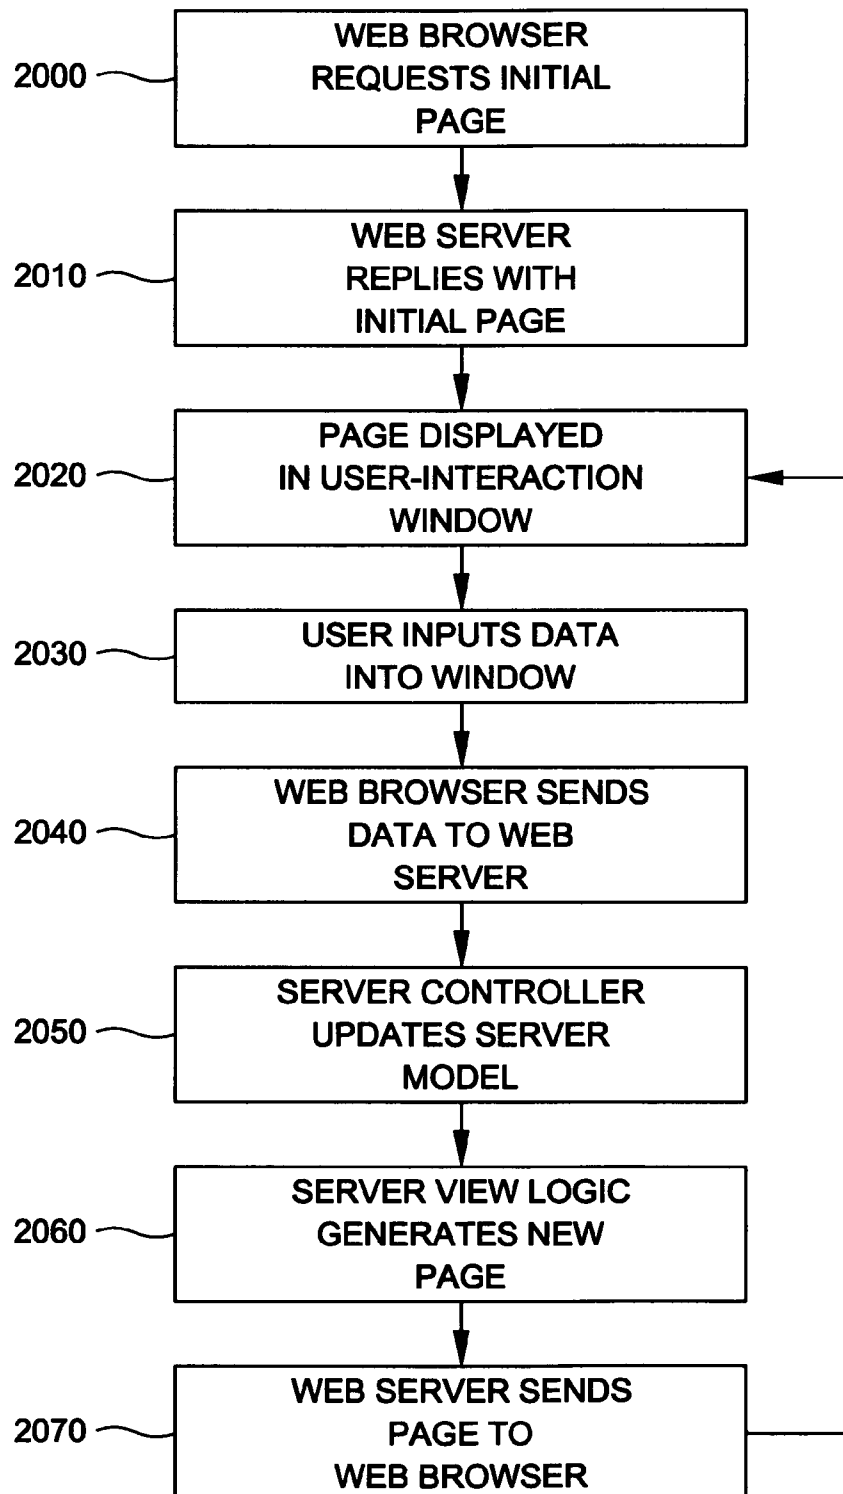 2000
WEB BROWSER
REQUESTS INITIAL
PAGE
2010
WEB SERVER
REPLIES WITH
INITIAL PAGE
2020
PAGE DISPLAYED
IN USER-INTERACTION
WINDOW
2030
USER INPUTS DATA
INTO WINDOW
2040
WEB BROWSER SENDS
DATA TO WEB
SERVER
2050
SERVER CONTROLLER
UPDATES SERVER
MODEL
2060
SERVER VIEW LOGIC
GENERATES NEW
PAGE
2070
WEB SERVER SENDS
PAGE TO
WEB BROWSER